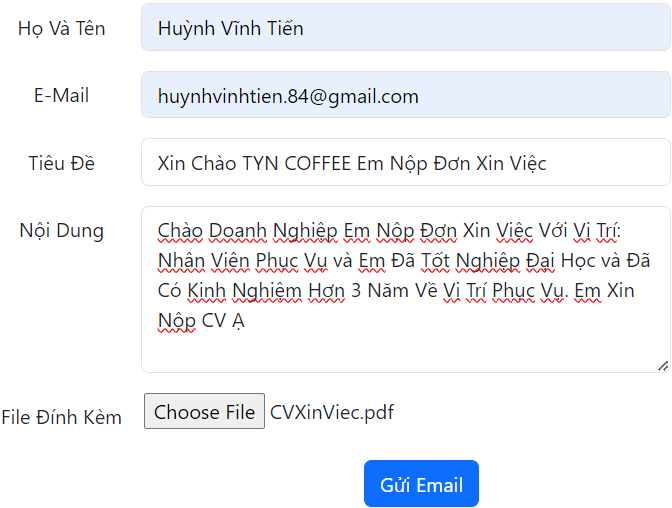 Họ Và Tên Huỳnh Vĩnh Tiến
E-Mail huynhvinhtien.84@gmail.com
Tiêu Đề Xin Chào TYN COFFEE Em Nộp Đơn Xin Việc
Nội Dung Chào Doanh Nghiệp Em Nộp Đơn Xin Việc Với Vị Trí:
Nhân Viên Phục Vụ và Em Đã Tốt Nghiệp Đại Học và Đã
Có Kinh Nghiệm Hơn 3 Năm Về Vị Trí Phục Vụ. Em Xin
Nộp CV Ạ
File Đính Kèm Choose File CVXinViec.pdf
Gửi Email